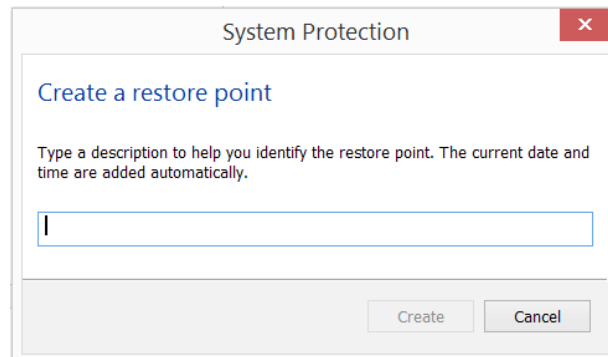 System Protection
Create a restore point
Type a description to help you identify the restore point. The current date and
time are added automatically.
Create
Cancel